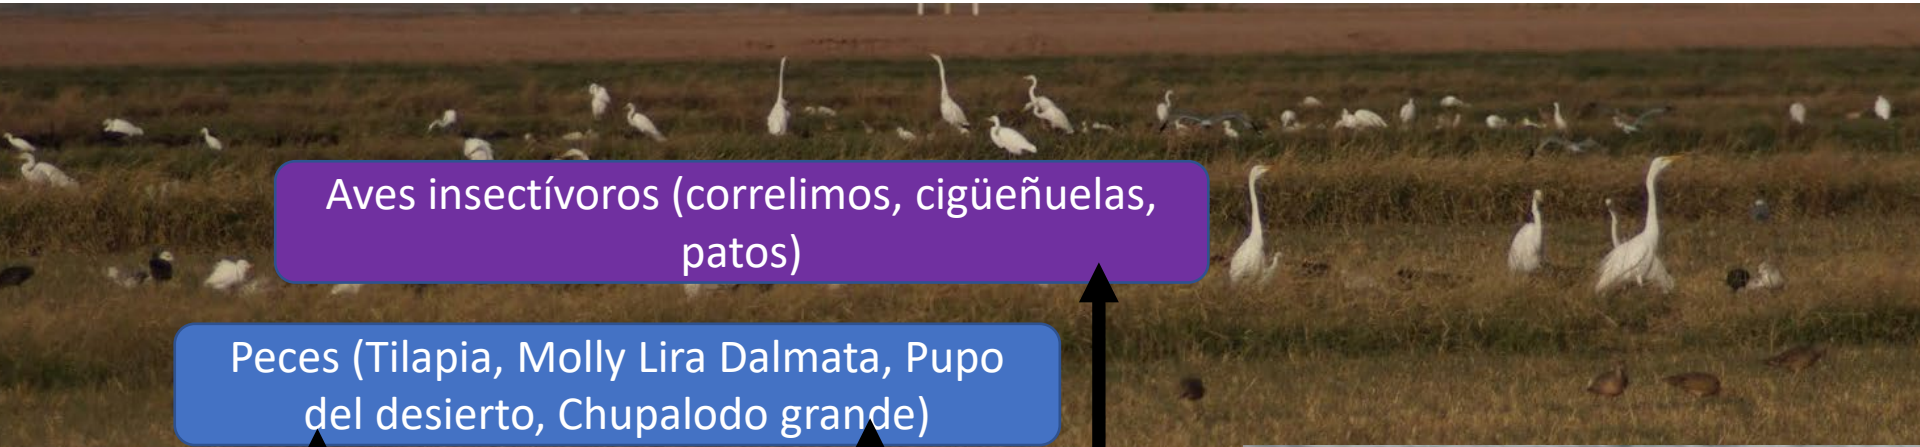 Aves insectívoros (correlimos, cigüeñuelas,
patos)
Peces (Tilapia, Molly Lira Dalmata, Pupo
del desierto, Chupalodo grande)